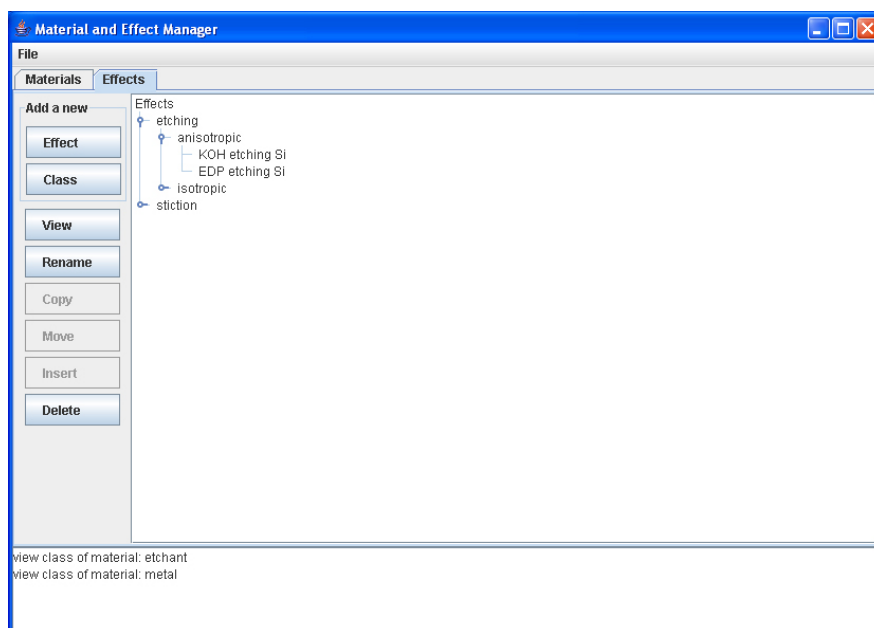 Material and Effect Manager
File
Materials Effects
Add a new
Effect
Class
View
Rename
Copy
Move
Insert
Delete
Effects
etching
anisotropic
KOH etching Si
EDP etching Si
isotropic
stiction
view class of material: etchant
view class of material: metal